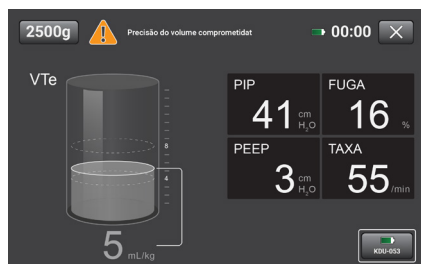 2500g
Precisão do volume comprometidat
00:00
VTe
8
4
5 mL/kg
PIP
41 cm H₂O
FUGA
16 %
PEEP
3 cm H₂O
TAXA
55 /min
KDU-053